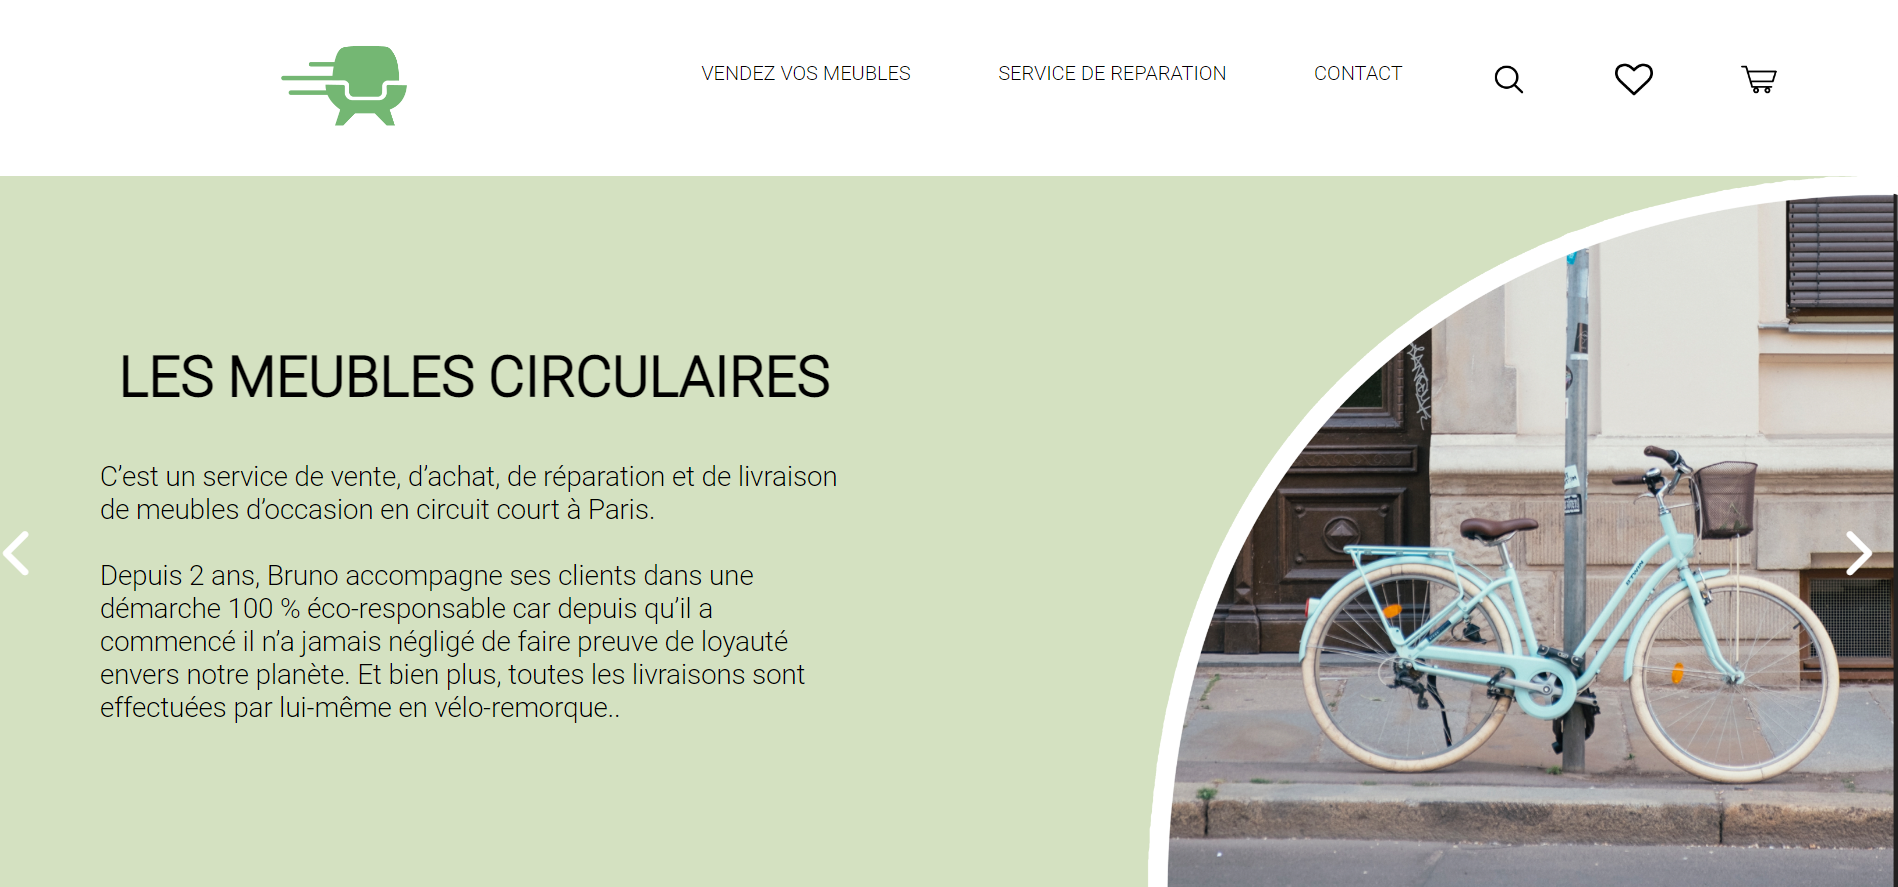 VENDEZ VOS MEUBLES
SERVICE DE REPARATION
CONTACT
LES MEUBLES CIRCULAIRES
C’est un service de vente, d’achat, de réparation et de livraison
de meubles d’occasion en circuit court à Paris.
Depuis 2 ans, Bruno accompagne ses clients dans une
démarche 100 % éco-responsable car depuis qu’il a
commencé il n’a jamais négligé de faire preuve de loyauté
envers notre planète. Et bien plus, toutes les livraisons sont
effectuées par lui-même en vélo-remorque..